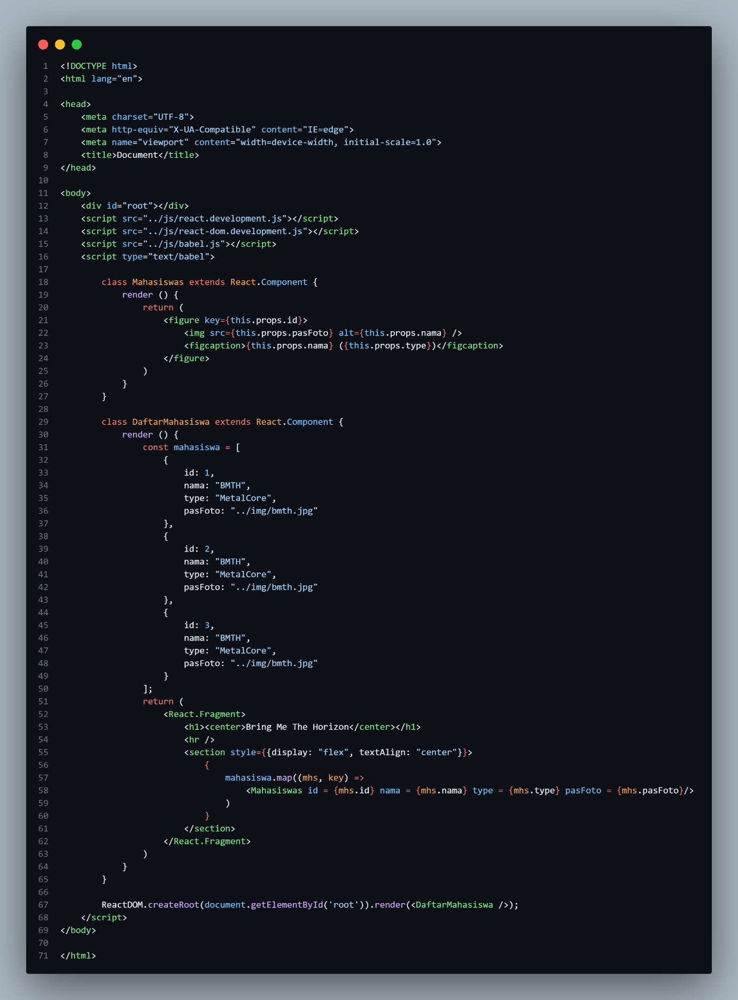 1 <!DOCTYPE html>
2 <html lang="en">
3
4 <head>
5     <meta charset="UTF-8">
6     <meta http-equiv="X-UA-Compatible" content="IE=edge">
7     <meta name="viewport" content="width=device-width, initial-scale=1.0">
8     <title>Document</title>
9 </head>
10
11 <body>
12     <div id="root"></div>
13     <script src="../js/react.development.js"></script>
14     <script src="../js/react-dom.development.js"></script>
15     <script src="../js/babel.js"></script>
16     <script type="text/babel">
17
18         class Mahasiswas extends React.Component {
19             render () {
20                 return (
21                     <figure key={this.props.id}>
22                         <img src={this.props.pasFoto} alt={this.props.nama} />
23                         <figcaption>{this.props.nama} ({this.props.type})</figcaption>
24                     </figure>
25                 )
26             }
27         }
28
29         class DaftarMahasiswa extends React.Component {
30             render () {
31                 const mahasiswa = [
32                     {
33                         id: 1,
34                         nama: "BMTH",
35                         type: "MetalCore",
36                         pasFoto: "../img/bmth.jpg"
37                     },
38                     {
39                         id: 2,
40                         nama: "BMTH",
41                         type: "MetalCore",
42                         pasFoto: "../img/bmth.jpg"
43                     },
44                     {
45                         id: 3,
46                         nama: "BMTH",
47                         type: "MetalCore",
48                         pasFoto: "../img/bmth.jpg"
49                     }
50                 ];
51                 return (
52                     <React.Fragment>
53                         <h1><center>Bring Me The Horizon</center></h1>
54                         <hr />
55                         <section style={{display: "flex", textAlign: "center"}}>
56                             {
57                                 mahasiswa.map((mhs, key) =>
58                                     <Mahasiswas id = {mhs.id} nama = {mhs.nama} type = {mhs.type} pasFoto = {mhs.pasFoto}/>
59                                 )
60                             }
61                         </section>
62                     </React.Fragment>
63                 )
64             }
65         }
66
67         ReactDOM.createRoot(document.getElementById('root')).render(<DaftarMahasiswa />);
68     </script>
69 </body>
70
71 </html>